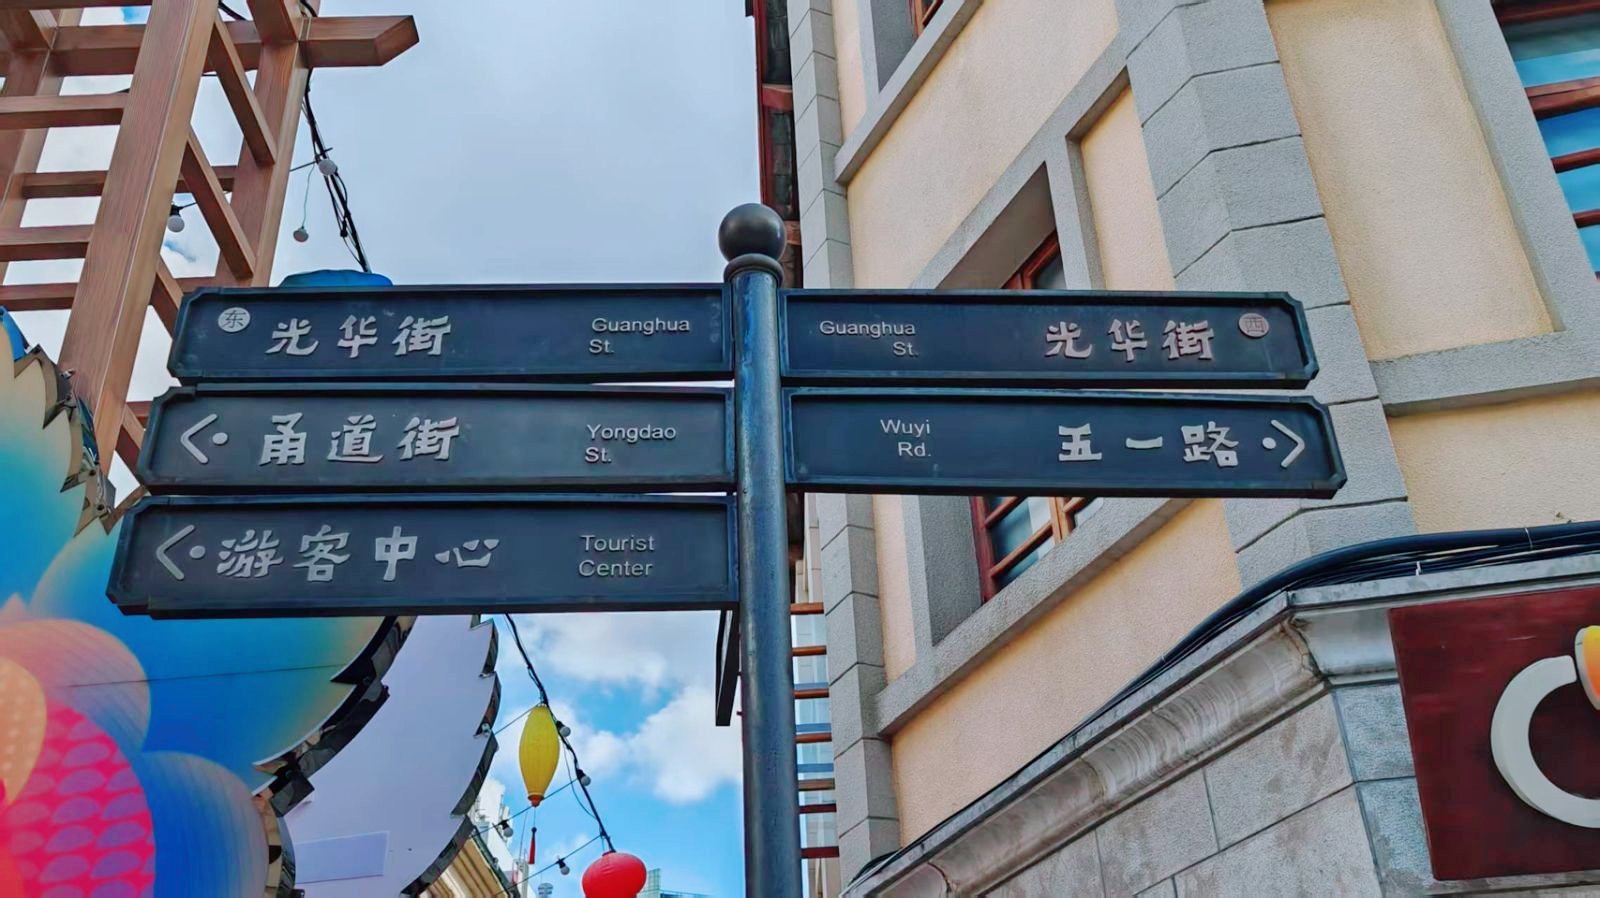 东 光华街 Guanghua
St.
甬道街 Yongdao
St.
游客中心 Tourist
Center
Guanghua 光华街 西
St.
Wuyi 五一路
Rd.